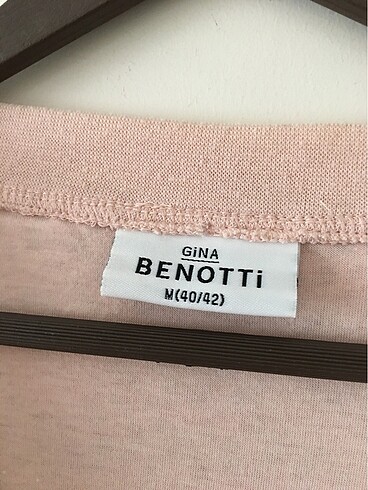 GiNA
BENOTTi
M(40/42)